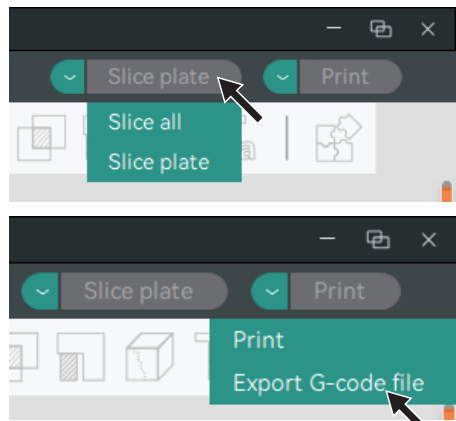 Slice plate Print
Slice all
Slice plate
Slice plate Print
Print
Export G-code file